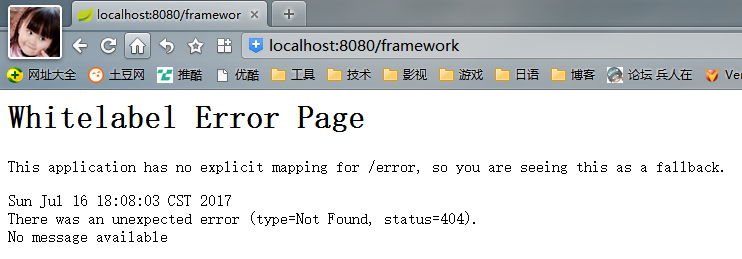 localhost:8080/framewor
localhost:8080/framework
网址大全 土豆网 推酷 优酷 工具 技术 影视 游戏 日语 博客 论坛 兵人在 Ver
Whitelabel Error Page
This application has no explicit mapping for /error, so you are seeing this as a fallback.
Sun Jul 16 18:08:03 CST 2017
There was an unexpected error (type=Not Found, status=404).
No message available